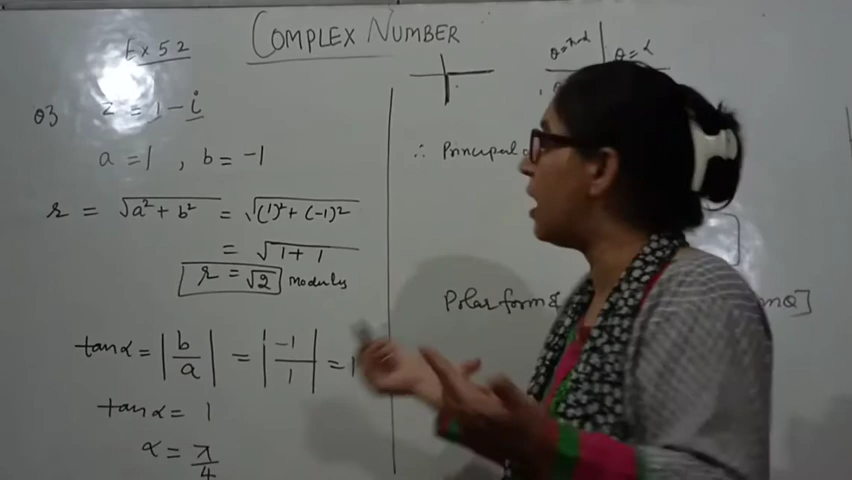 COMPLEX NUMBER
Ex 5.2
Q3 z = 1 - i
a = 1 , b = -1
r = √a² + b² = √(1)² + (-1)²
= √1 + 1
r = √2 modulus
tan α = |b/a| = |-1/1| = 1
tan α = 1
α = π/4
θ = π-α θ = α
∴ Principal
Polar form